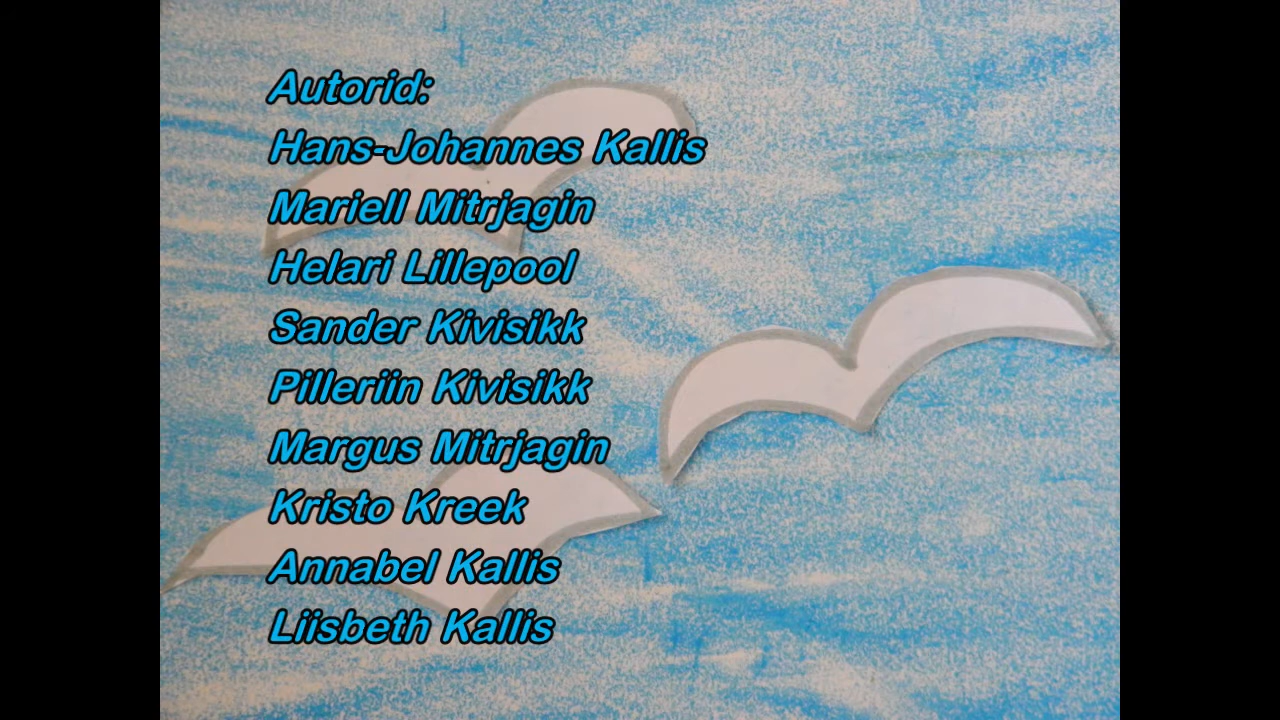 Autorid:
Hans-Johannes Kallis
Mariell Mitrjagin
Helari Lillepool
Sander Kivisikk
Pilleriin Kivisikk
Margus Mitrjagin
Kristo Kreek
Annabel Kallis
Liisbeth Kallis